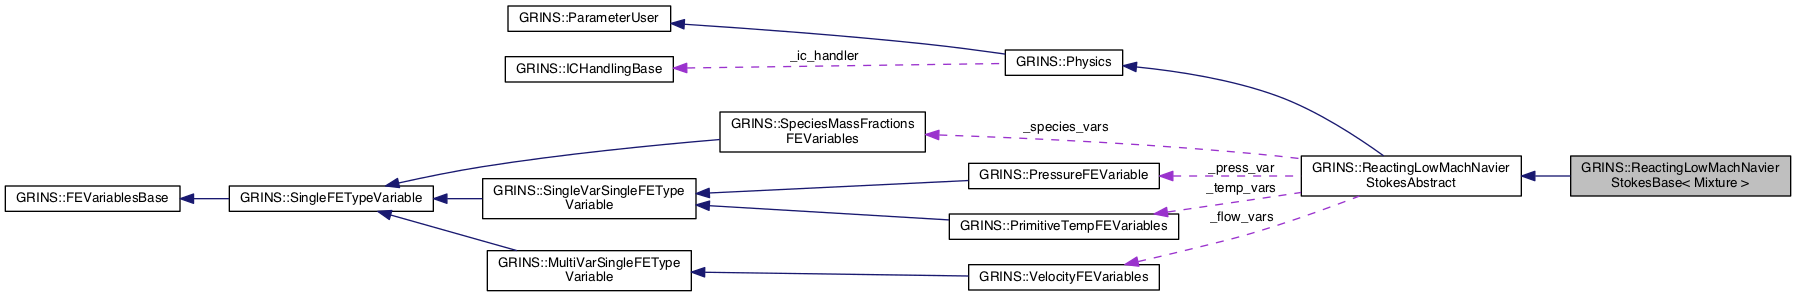 GRINS::ParameterUser
GRINS::ICHandlingBase
_ic_handler
GRINS::Physics
GRINS::SpeciesMassFractions
FEVariables
_species_vars
GRINS::FEVariablesBase
GRINS::SingleFETypeVariable
GRINS::SingleVarSingleFEType
Variable
GRINS::PressureFEVariable
_press_var
GRINS::PrimitiveTempFEVariables
_temp_vars
GRINS::MultiVarSingleFEType
Variable
GRINS::VelocityFEVariables
_flow_vars
GRINS::ReactingLowMachNavier
StokesAbstract
GRINS::ReactingLowMachNavier
StokesBase< Mixture >